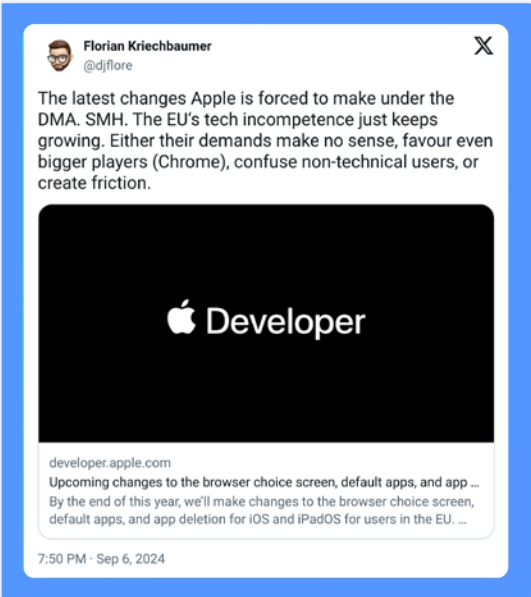 Florian Kriechbaumer
@djflore
The latest changes Apple is forced to make under the
DMA. SMH. The EU's tech incompetence just keeps
growing. Either their demands make no sense, favour even
bigger players (Chrome), confuse non-technical users, or
create friction.
Developer
developer.apple.com
Upcoming changes to the browser choice screen, default apps, and app ...
By the end of this year, we'll make changes to the browser choice screen,
default apps, and app deletion for iOS and iPadOS for users in the EU. ...
7:50 PM · Sep 6, 2024